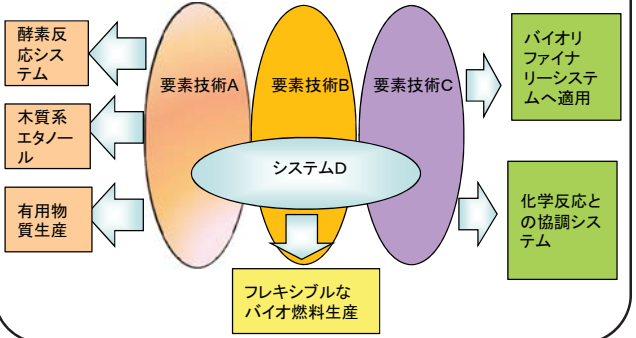 酵素反
応シス
テム
木質系
エタノー
ル
有用物
質生産
要素技術A
要素技術B
要素技術C
システムD
フレキシブルな
バイオ燃料生産
バイオリ
ファイナ
リーシステ
ムへ適用
化学反応と
の協調シス
テム